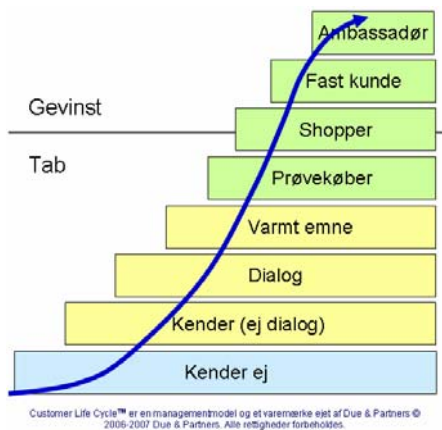 Ambassadør
Fast kunde
Gevinst
Shopper
Tab
Prøvekøber
Varmt emne
Dialog
Kender (ej dialog)
Kender ej
Customer Life Cycle™ er en managementmodel og et varemærke ejet af Due & Partners ©
2006-2007 Due & Partners. Alle rettigheder forbeholdes.